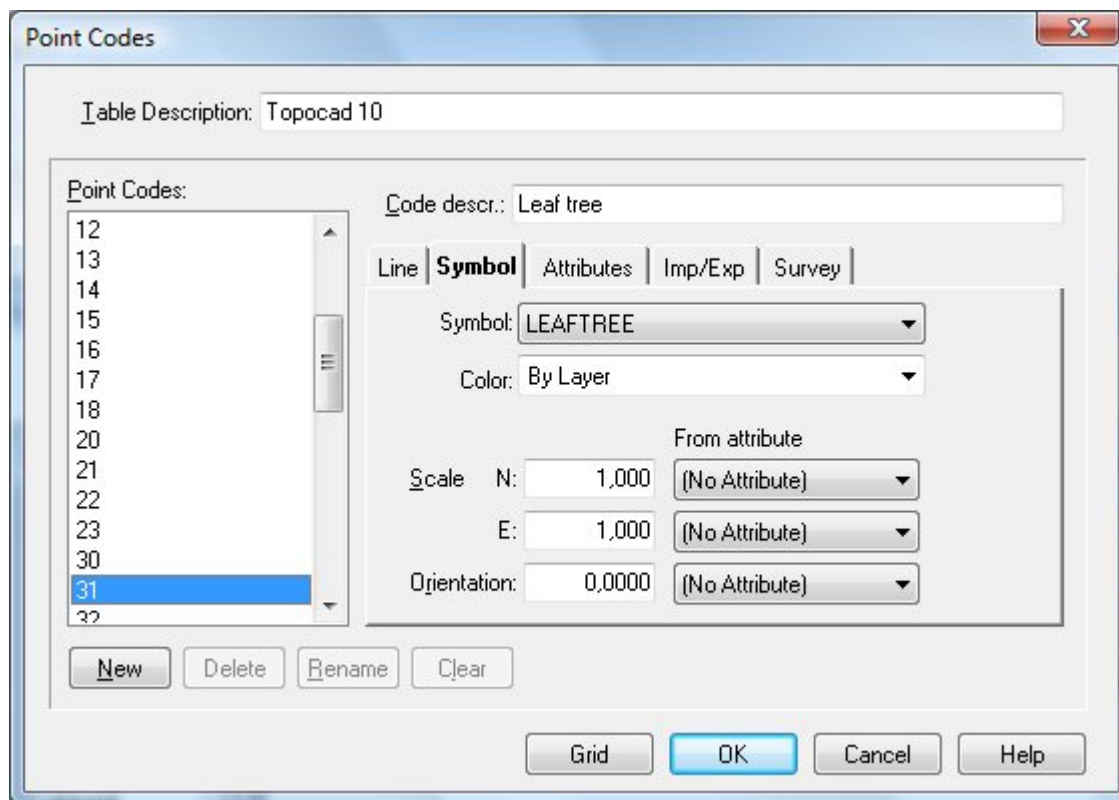 Point Codes
Table Description: Topocad 10
Point Codes:
12
13
14
15
16
17
18
20
21
22
23
30
31
32
Code descr.: Leaf tree
Line Symbol Attributes Imp/Exp Survey
Symbol: LEAFTREE
Color: By Layer
From attribute
Scale N: 1,000 (No Attribute)
E: 1,000 (No Attribute)
Orientation: 0,0000 (No Attribute)
New Delete Rename Clear
Grid OK Cancel Help